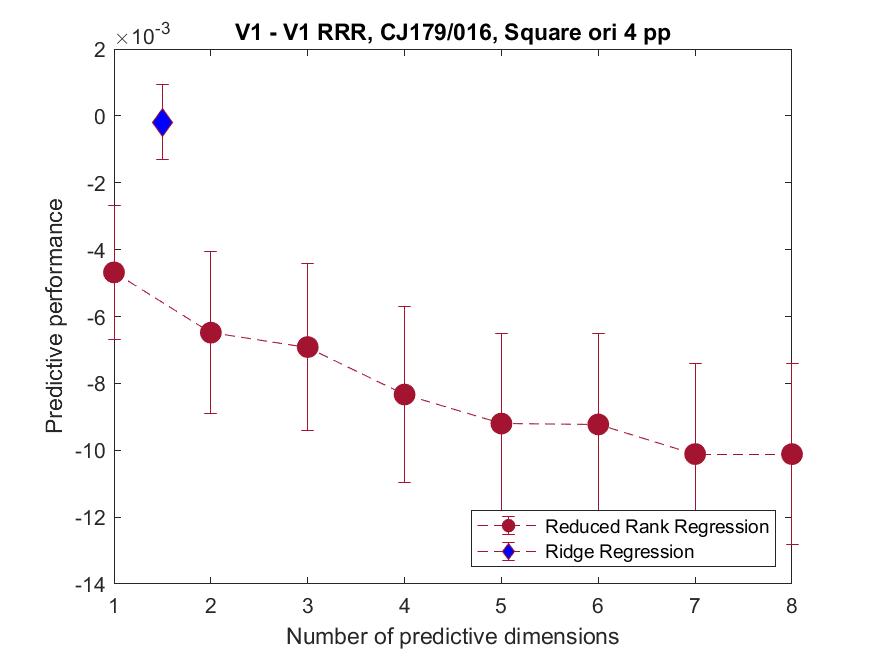 V1 - V1 RRR, CJ179/016, Square ori 4 pp
×10⁻³
2
0
-2
-4
-6
-8
-10
-12
-14
Predictive performance
Reduced Rank Regression
Ridge Regression
1 2 3 4 5 6 7 8
Number of predictive dimensions